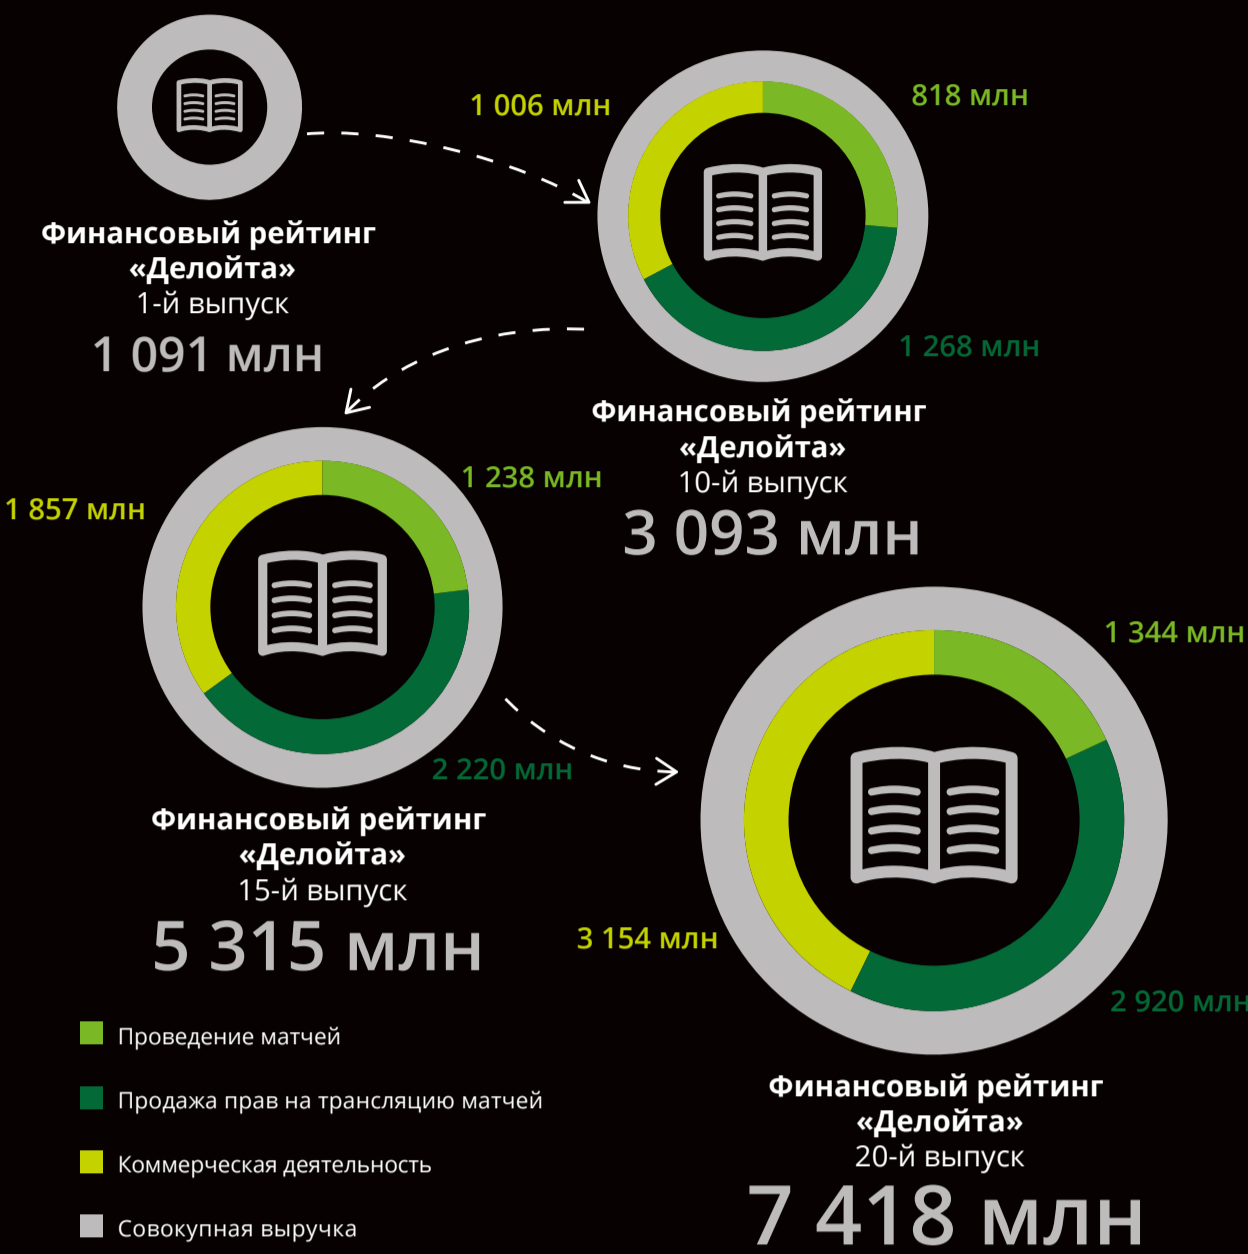 Финансовый рейтинг
«Делойта»
1-й выпуск
1 091 млн
1 006 млн
818 млн
1 268 млн
Финансовый рейтинг
«Делойта»
10-й выпуск
3 093 млн
1 857 млн
1 238 млн
2 220 млн
Финансовый рейтинг
«Делойта»
15-й выпуск
5 315 млн
1 344 млн
3 154 млн
2 920 млн
Финансовый рейтинг
«Делойта»
20-й выпуск
7 418 млн
Проведение матчей
Продажа прав на трансляцию матчей
Коммерческая деятельность
Совокупная выручка